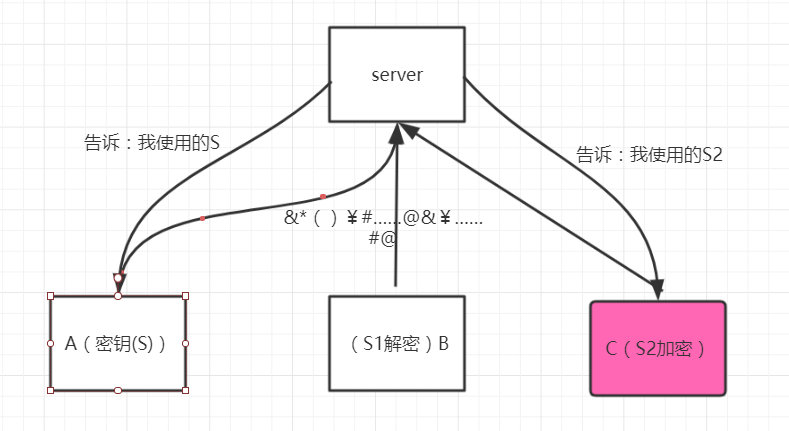 server
告诉：我使用的S
告诉：我使用的S2
&*（）￥#……@&￥……
#@
A（密钥(S)）
（S1解密）B
C（S2加密）